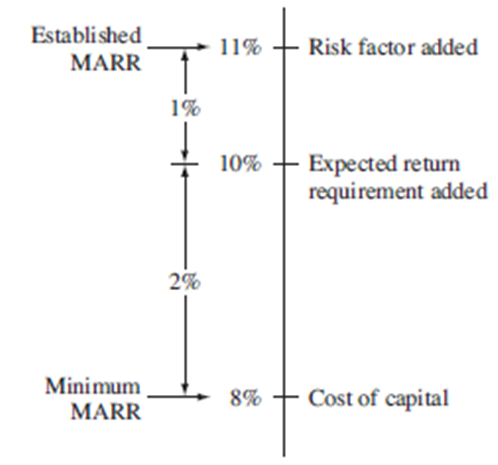 Established
MARR
11%
Risk factor added
1%
10%
Expected return
requirement added
2%
Minimum
MARR
8%
Cost of capital